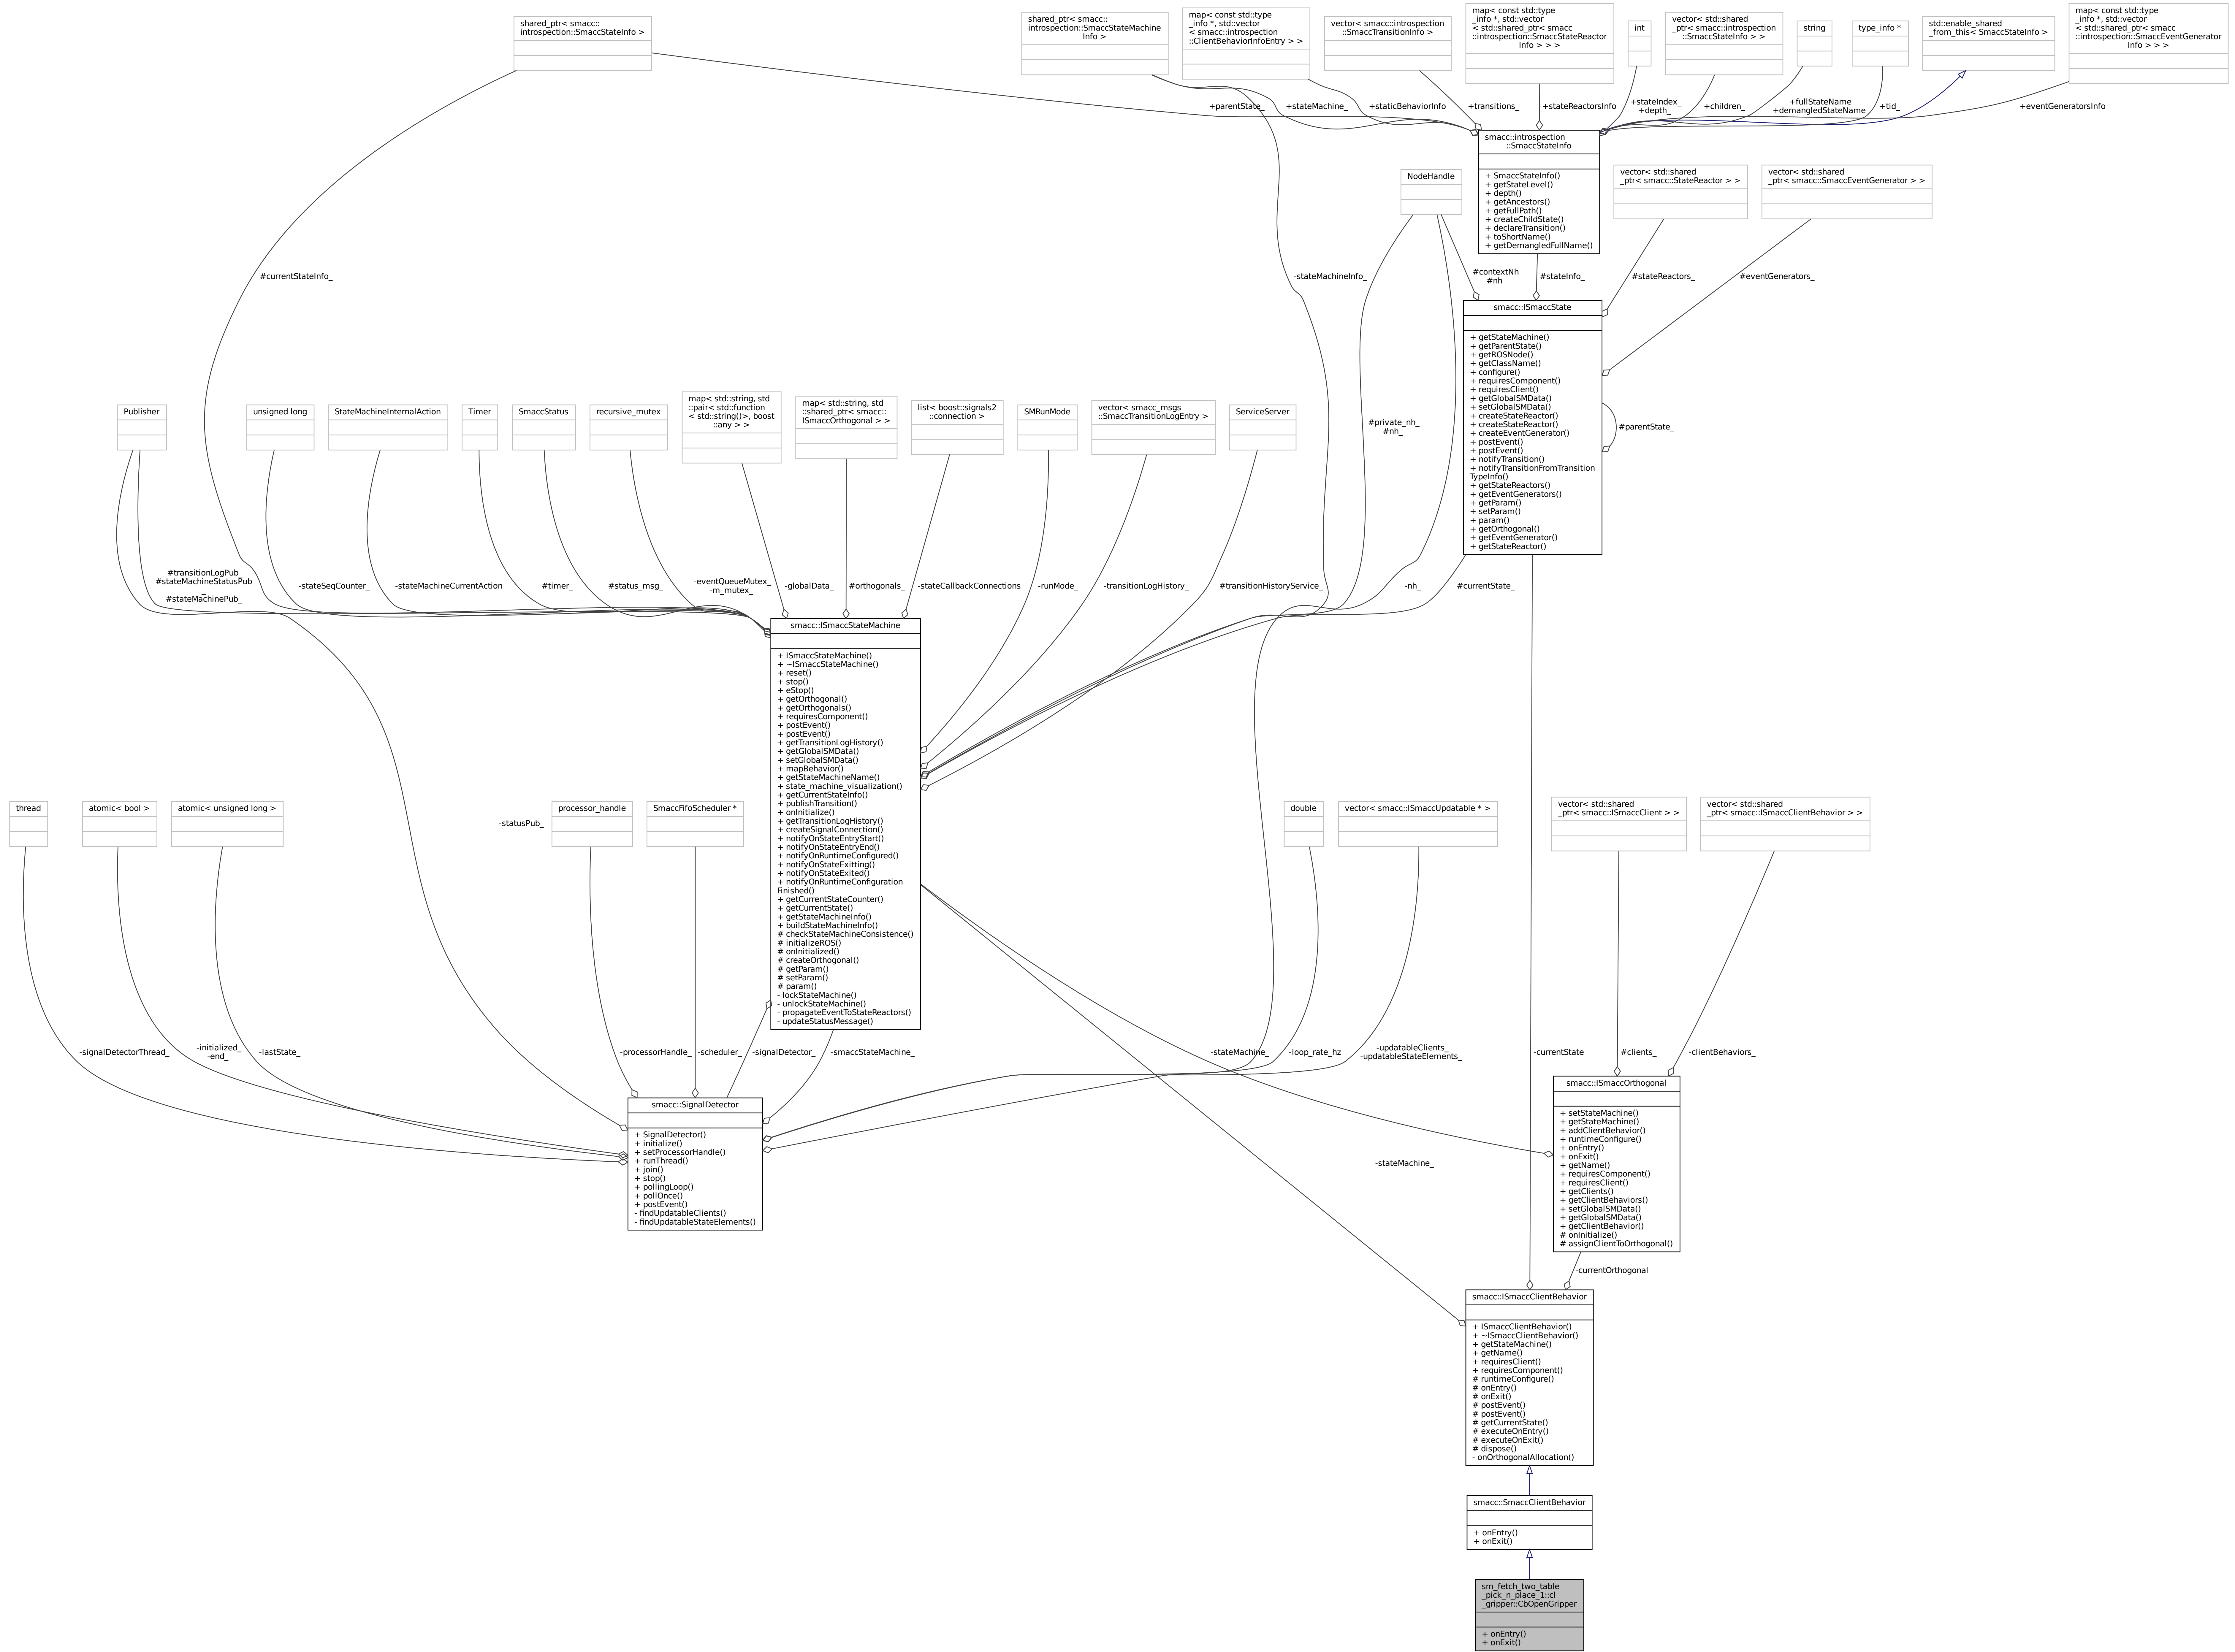 shared_ptr< smacc::
introspection::SmaccStateInfo >
shared_ptr< smacc::
introspection::SmaccStateMachine
Info >
map< const std::type
_info *, std::vector
< smacc::introspection
::ClientBehaviorInfoEntry > >
vector< smacc::introspection
::SmaccTransitionInfo >
map< const std::type
_info *, std::vector
< std::shared_ptr< smacc
::introspection::SmaccStateReactor
Info > > >
int
vector< std::shared
_ptr< smacc::introspection
::SmaccStateInfo > >
string
type_info *
std::enable_shared
_from_this< SmaccStateInfo >
map< const std::type
_info *, std::vector
< std::shared_ptr< smacc
::introspection::SmaccEventGenerator
Info > > >
+parentState_
+stateMachine_
+staticBehaviorInfo
+transitions_
+stateReactorsInfo
+stateIndex_
+depth_
+children_
+fullStateName
+demangledStateName
+tid_
+eventGeneratorsInfo
smacc::introspection
::SmaccStateInfo
+ SmaccStateInfo()
+ getStateLevel()
+ depth()
+ getAncestors()
+ getFullPath()
+ createChildState()
+ declareTransition()
+ toShortName()
+ getDemangledFullName()
NodeHandle
vector< std::shared
_ptr< smacc::StateReactor > >
vector< std::shared
_ptr< smacc::SmaccEventGenerator > >
#currentStateInfo_
-stateMachineInfo_
#contextNh
#nh
#stateInfo_
#stateReactors_
#eventGenerators_
smacc::ISmaccState
+ getStateMachine()
+ getParentState()
+ getROSNode()
+ getClassName()
+ configure()
+ requiresComponent()
+ requiresClient()
+ getGlobalSMData()
+ setGlobalSMData()
+ createStateReactor()
+ createStateReactor()
+ createEventGenerator()
+ postEvent()
+ postEvent()
+ notifyTransition()
+ notifyTransitionFromTransition
TypeInfo()
+ getStateReactors()
+ getEventGenerators()
+ getParam()
+ setParam()
+ param()
+ getOrthogonal()
+ getEventGenerator()
+ getStateReactor()
#parentState_
#private_nh_
#nh_
Publisher
unsigned long
StateMachineInternalAction
Timer
SmaccStatus
recursive_mutex
map< std::string, std
::pair< std::function
< std::string()>, boost
::any > >
map< std::string, std
::shared_ptr< smacc::
ISmaccOrthogonal > >
list< boost::signals2
::connection >
SMRunMode
vector< smacc_msgs
::SmaccTransitionLogEntry >
ServiceServer
#transitionLogPub_
#stateMachineStatusPub
_
#stateMachinePub_
-stateSeqCounter_
-stateMachineCurrentAction
#timer_
#status_msg_
-eventQueueMutex_
-m_mutex_
-globalData_
#orthogonals_
-stateCallbackConnections
-runMode_
-transitionLogHistory_
#transitionHistoryService_
-nh_
#currentState_
smacc::ISmaccStateMachine
+ ISmaccStateMachine()
+ ~ISmaccStateMachine()
+ reset()
+ stop()
+ eStop()
+ getOrthogonal()
+ getOrthogonals()
+ requiresComponent()
+ postEvent()
+ postEvent()
+ getTransitionLogHistory()
+ getGlobalSMData()
+ setGlobalSMData()
+ mapBehavior()
+ getStateMachineName()
+ state_machine_visualization()
+ getCurrentStateInfo()
+ publishTransition()
+ onInitialize()
+ getTransitionLogHistory()
+ createSignalConnection()
+ notifyOnStateEntryStart()
+ notifyOnStateEntryEnd()
+ notifyOnRuntimeConfigured()
+ notifyOnStateExitting()
+ notifyOnStateExited()
+ notifyOnRuntimeConfiguration
Finished()
+ getCurrentStateCounter()
+ getCurrentState()
+ getStateMachineInfo()
+ buildStateMachineInfo()
# checkStateMachineConsistence()
# initializeROS()
# onInitialized()
# createOrthogonal()
# getParam()
# setParam()
# param()
- lockStateMachine()
- unlockStateMachine()
- propagateEventToStateReactors()
- updateStatusMessage()
thread
atomic< bool >
atomic< unsigned long >
-statusPub_
processor_handle
SmaccFifoScheduler *
double
vector< smacc::ISmaccUpdatable * >
vector< std::shared
_ptr< smacc::ISmaccClient > >
vector< std::shared
_ptr< smacc::ISmaccClientBehavior > >
-signalDetectorThread_
-initialized_
-end_
-lastState_
-processorHandle_
-scheduler_
-signalDetector_
-smaccStateMachine_
-stateMachine_
-loop_rate_hz
-updatableClients_
-updatableStateElements_
-currentState
#clients_
-clientBehaviors_
smacc::SignalDetector
+ SignalDetector()
+ initialize()
+ setProcessorHandle()
+ runThread()
+ join()
+ stop()
+ pollingLoop()
+ pollOnce()
+ postEvent()
- findUpdatableClients()
- findUpdatableStateElements()
-stateMachine_
smacc::ISmaccOrthogonal
+ setStateMachine()
+ getStateMachine()
+ addClientBehavior()
+ runtimeConfigure()
+ onEntry()
+ onExit()
+ getName()
+ requiresComponent()
+ requiresClient()
+ getClients()
+ getClientBehaviors()
+ setGlobalSMData()
+ getGlobalSMData()
+ getClientBehavior()
# onInitialize()
# assignClientToOrthogonal()
-currentOrthogonal
smacc::ISmaccClientBehavior
+ ISmaccClientBehavior()
+ ~ISmaccClientBehavior()
+ getStateMachine()
+ getName()
+ requiresClient()
+ requiresComponent()
# runtimeConfigure()
# onEntry()
# onExit()
# postEvent()
# postEvent()
# getCurrentState()
# executeOnEntry()
# executeOnExit()
# dispose()
- onOrthogonalAllocation()
smacc::SmaccClientBehavior
+ onEntry()
+ onExit()
sm_fetch_two_table
_pick_n_place_1::cl
_gripper::CbOpenGripper
+ onEntry()
+ onExit()